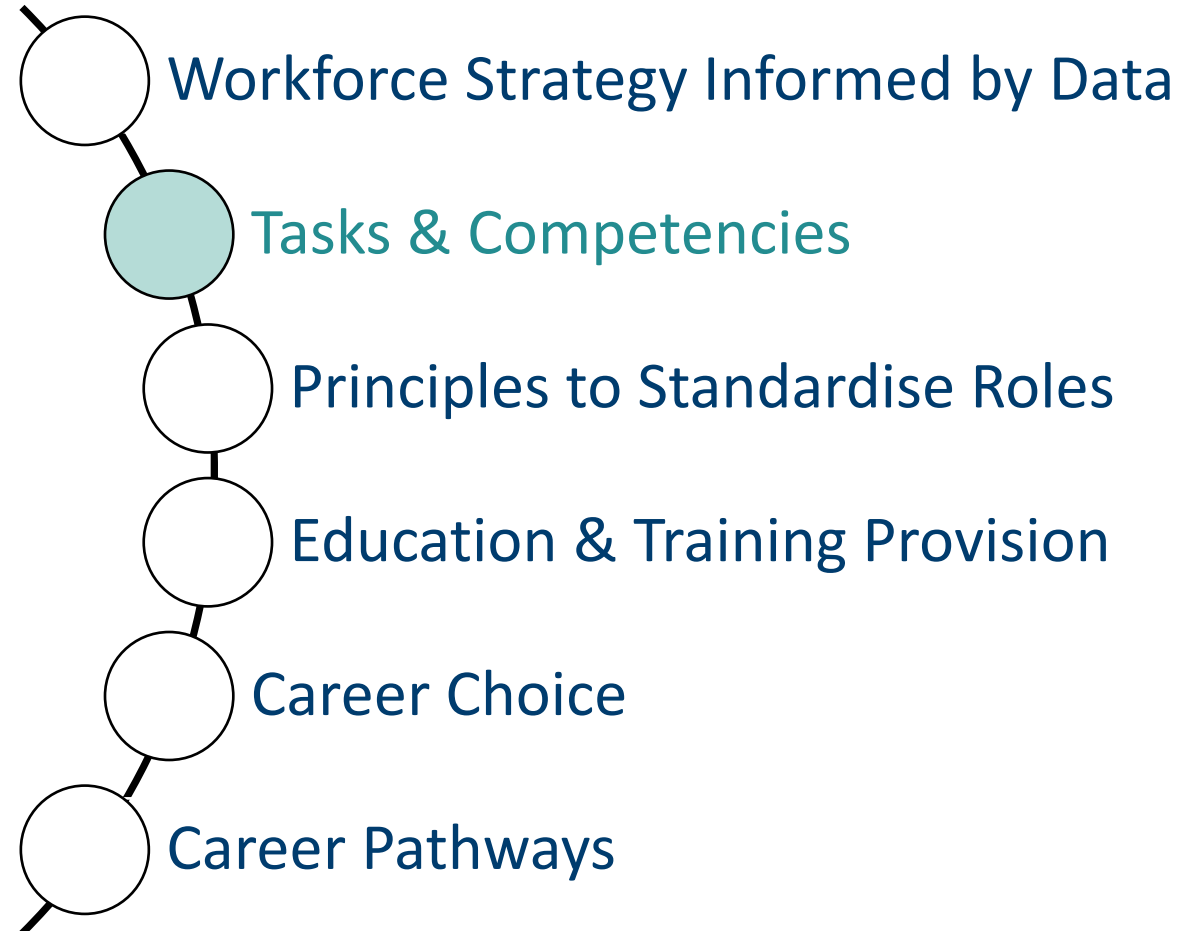 Workforce Strategy Informed by Data
Tasks & Competencies
Principles to Standardise Roles
Education & Training Provision
Career Choice
Career Pathways